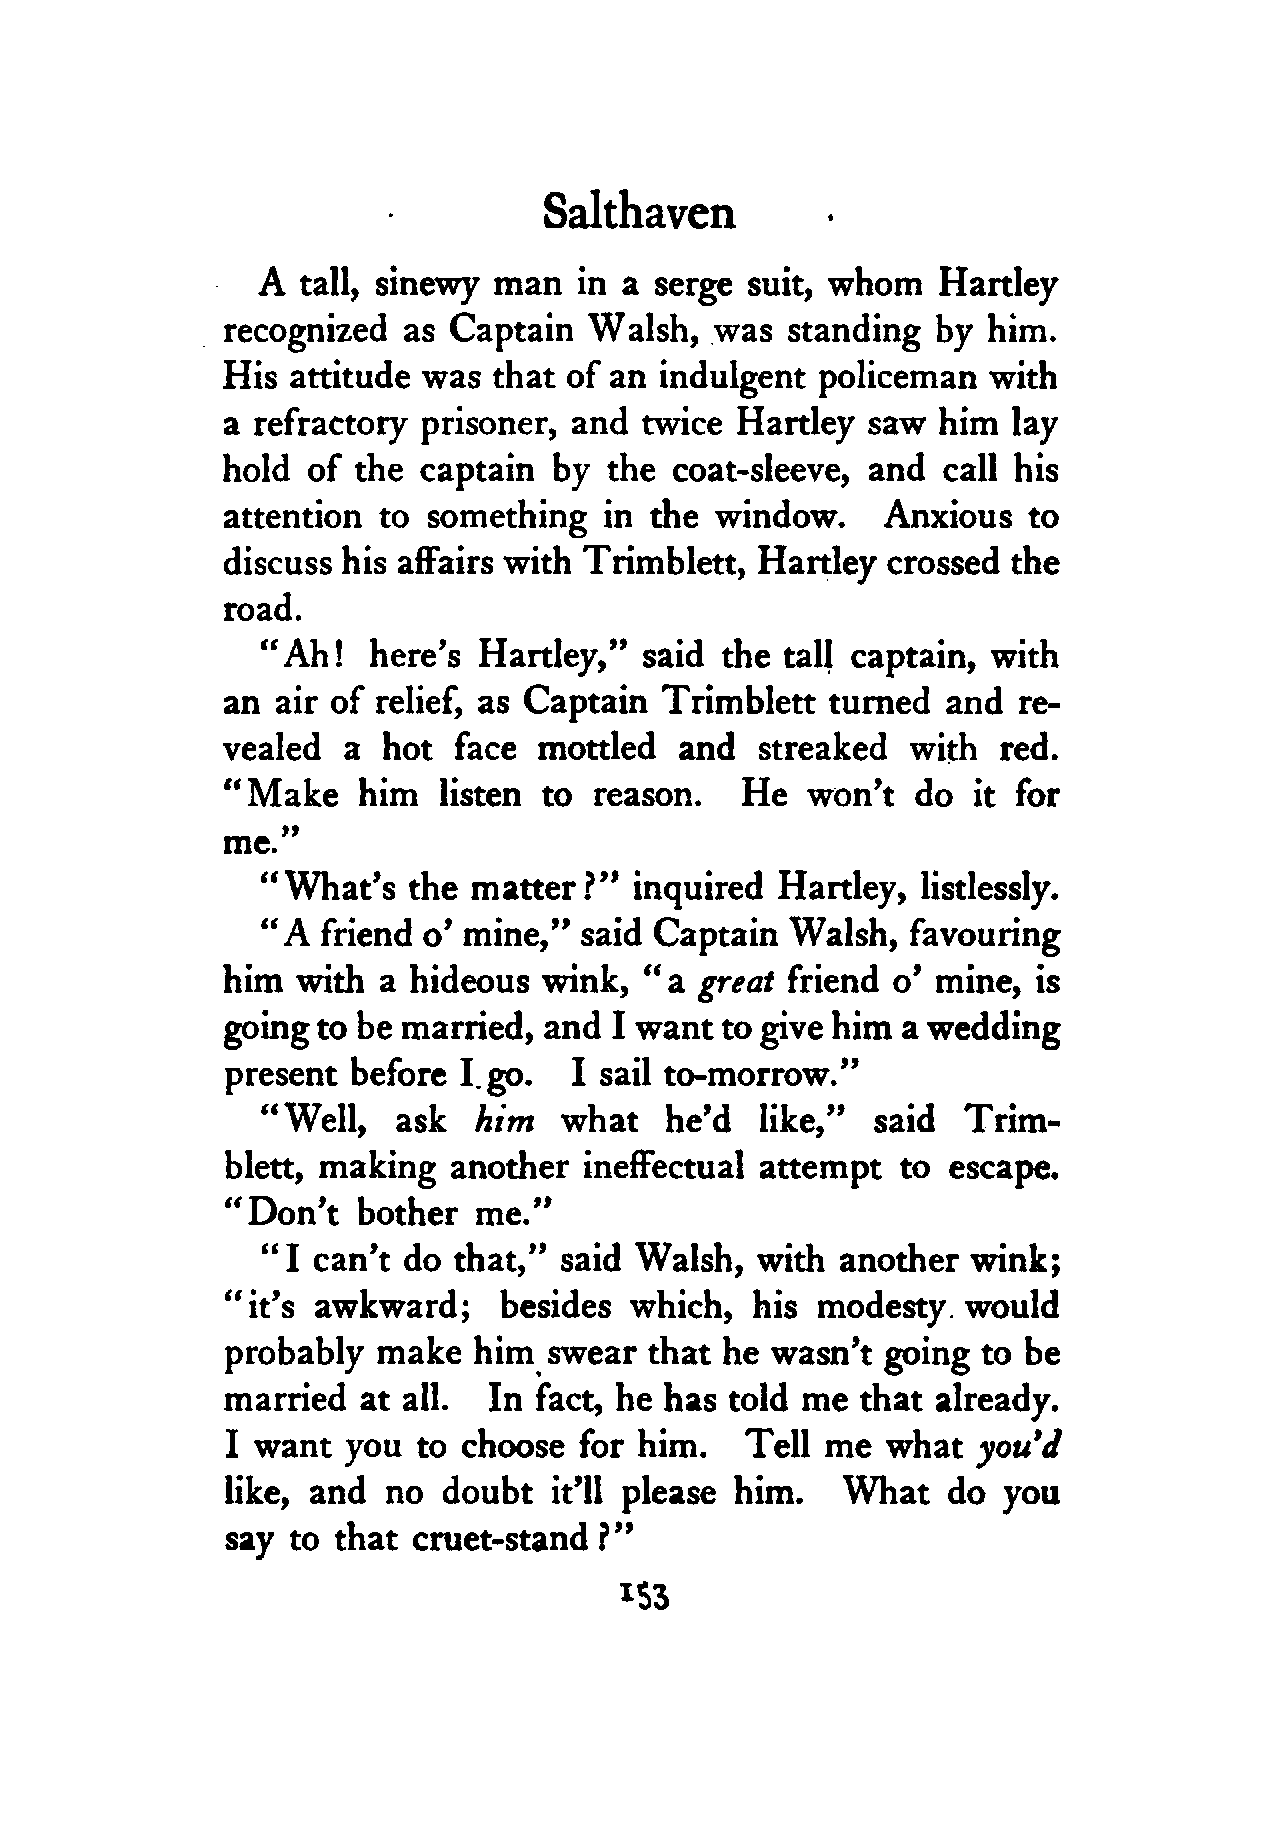 Salthaven
A tall, sinewy man in a serge suit, whom Hartley
recognized as Captain Walsh, was standing by him.
His attitude was that of an indulgent policeman with
a refractory prisoner, and twice Hartley saw him lay
hold of the captain by the coat-sleeve, and call his
attention to something in the window. Anxious to
discuss his affairs with Trimblett, Hartley crossed the
road.
"Ah! here's Hartley," said the tall captain, with
an air of relief, as Captain Trimblett turned and re-
vealed a hot face mottled and streaked with red.
"Make him listen to reason. He won't do it for
me."
"What's the matter?" inquired Hartley, listlessly.
"A friend o' mine," said Captain Walsh, favouring
him with a hideous wink, "a great friend o' mine, is
going to be married, and I want to give him a wedding
present before I go. I sail to-morrow."
"Well, ask him what he'd like," said Trim-
blett, making another ineffectual attempt to escape.
"Don't bother me."
"I can't do that," said Walsh, with another wink;
"it's awkward; besides which, his modesty would
probably make him swear that he wasn't going to be
married at all. In fact, he has told me that already.
I want you to choose for him. Tell me what you'd
like, and no doubt it'll please him. What do you
say to that cruet-stand?"
153